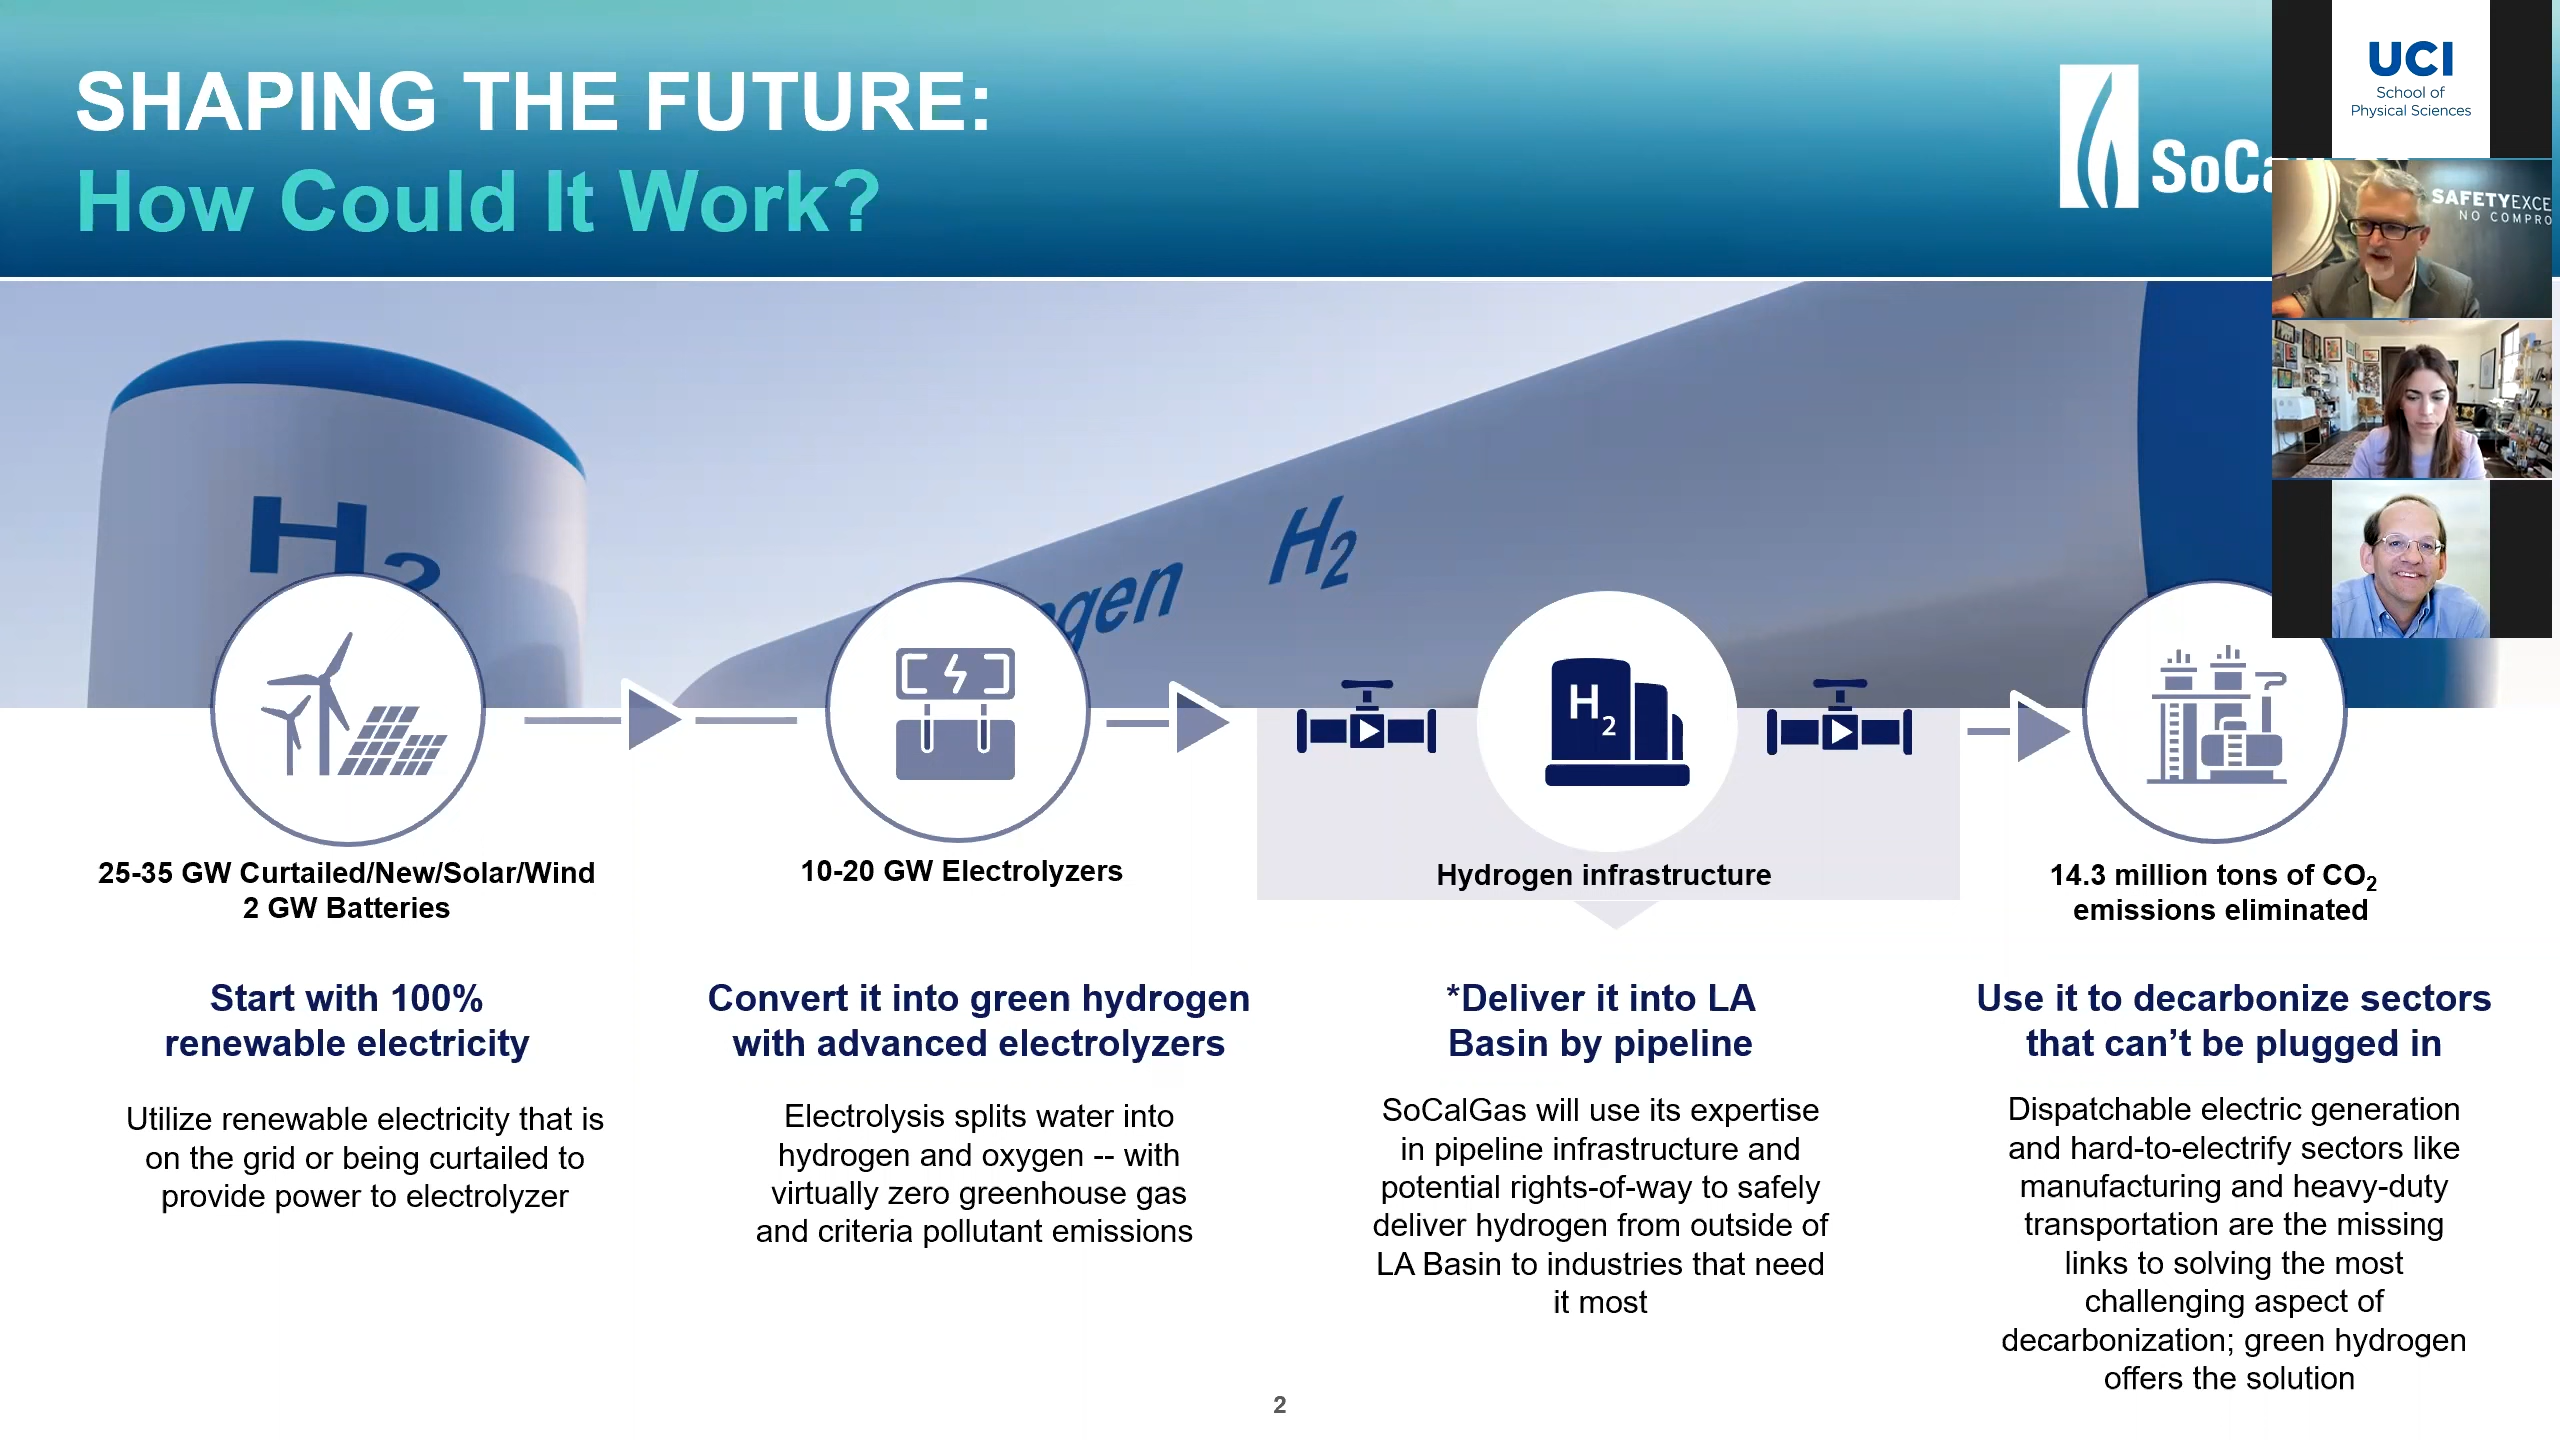 SHAPING THE FUTURE:
How Could It Work?
UCI
School of
Physical Sciences
SAFETY
NO
H2
H2
H2
25-35 GW Curtailed/New/Solar/Wind
2 GW Batteries
10-20 GW Electrolyzers
Hydrogen infrastructure
14.3 million tons of CO2
emissions eliminated
Start with 100%
renewable electricity
Utilize renewable electricity that is
on the grid or being curtailed to
provide power to electrolyzer
Convert it into green hydrogen
with advanced electrolyzers
Electrolysis splits water into
hydrogen and oxygen -- with
virtually zero greenhouse gas
and criteria pollutant emissions
*Deliver it into LA
Basin by pipeline
SoCalGas will use its expertise
in pipeline infrastructure and
potential rights-of-way to safely
deliver hydrogen from outside of
LA Basin to industries that need
it most
Use it to decarbonize sectors
that can’t be plugged in
Dispatchable electric generation
and hard-to-electrify sectors like
manufacturing and heavy-duty
transportation are the missing
links to solving the most
challenging aspect of
decarbonization; green hydrogen
offers the solution
2